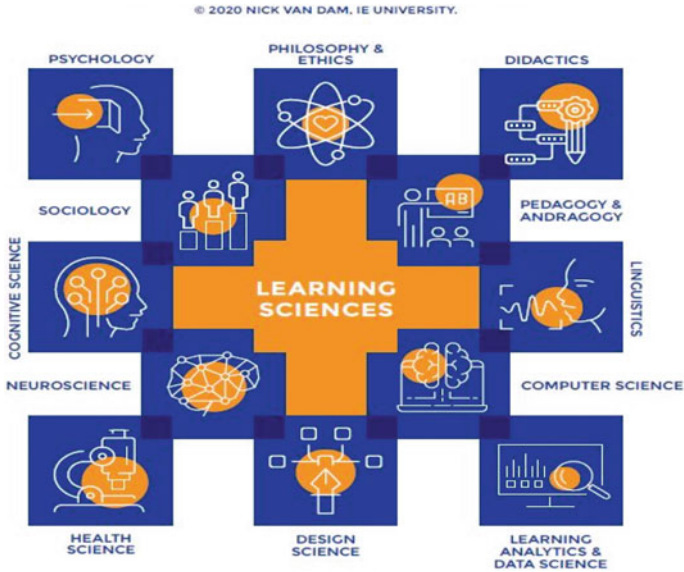 © 2020 NICK VAN DAM, IE UNIVERSITY.
PSYCHOLOGY
PHILOSOPHY &
ETHICS
DIDACTICS
SOCIOLOGY
AB
PEDAGOGY &
ANDRAGOGY
COGNITIVE SCIENCE
LEARNING
SCIENCES
LINGUISTICS
NEUROSCIENCE
COMPUTER SCIENCE
HEALTH
SCIENCE
DESIGN
SCIENCE
LEARNING
ANALYTICS &
DATA SCIENCE